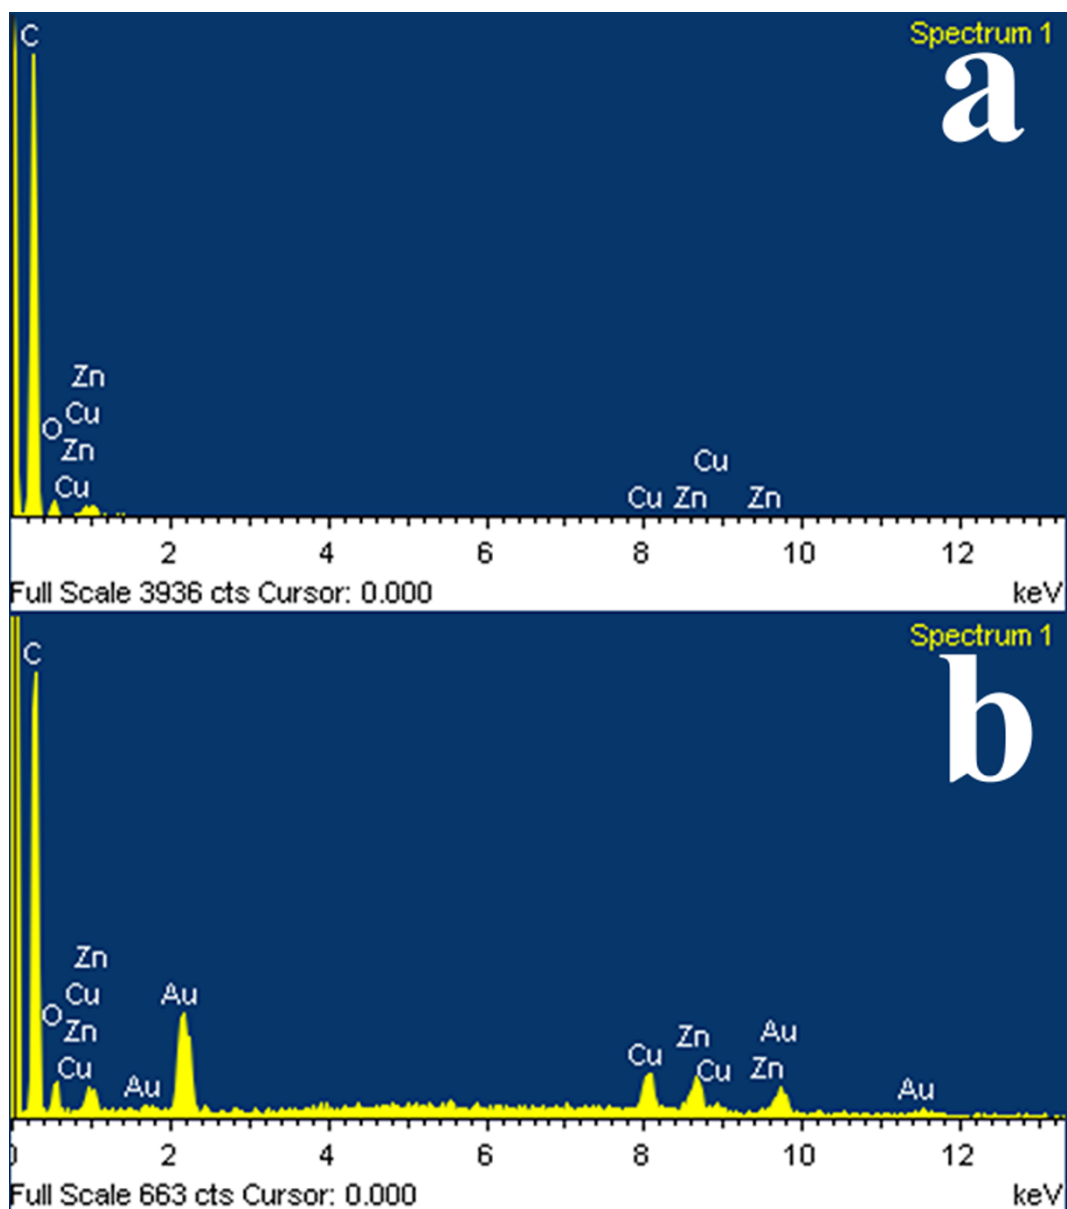 C
Spectrum 1
a
Zn
Cu
O
Zn
Cu
Cu
Cu Zn Zn
2 4 6 8 10 12
Full Scale 3936 cts Cursor: 0.000 keV
Spectrum 1
C
b
Zn
Cu
Au
O
Zn
Zn
Au
Cu
Cu
Cu
Zn
Au
Au
0 2 4 6 8 10 12
Full Scale 663 cts Cursor: 0.000 keV